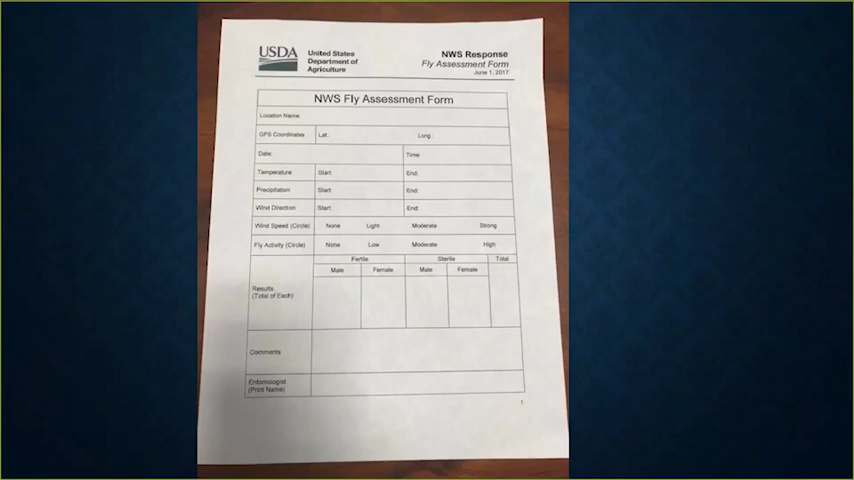 USDA
United States
Department of
Agriculture
NWS Response
Fly Assessment Form
June 1, 2017
NWS Fly Assessment Form
Location Name:
GPS Coordinates Lat.: Long.:
Date: Time:
Temperature Start: End:
Precipitation Start: End:
Wind Direction Start: End:
Wind Speed (Circle) None Light Moderate Strong
Fly Activity (Circle) None Low Moderate High
Fertile Sterile Total
Male Female Male Female
Results
(Total of Each)
Comments
Entomologist
(Print Name)
1